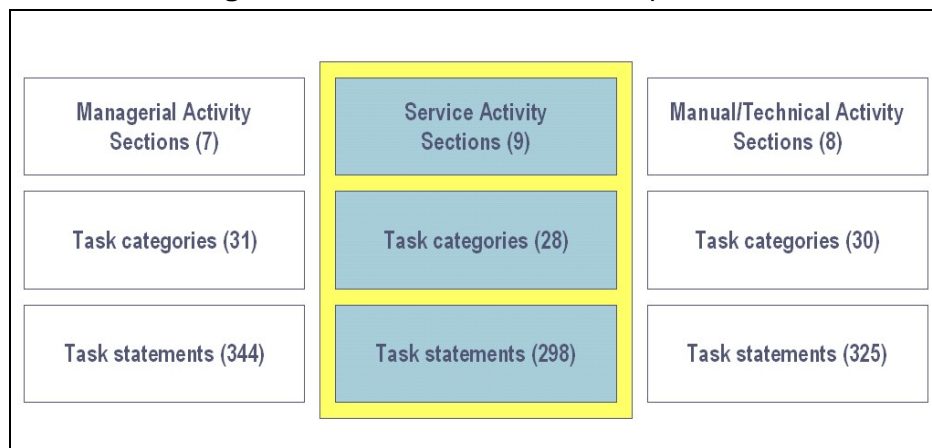 Managerial Activity
Sections (7)
Service Activity
Sections (9)
Manual/Technical Activity
Sections (8)
Task categories (31)
Task categories (28)
Task categories (30)
Task statements (344)
Task statements (298)
Task statements (325)